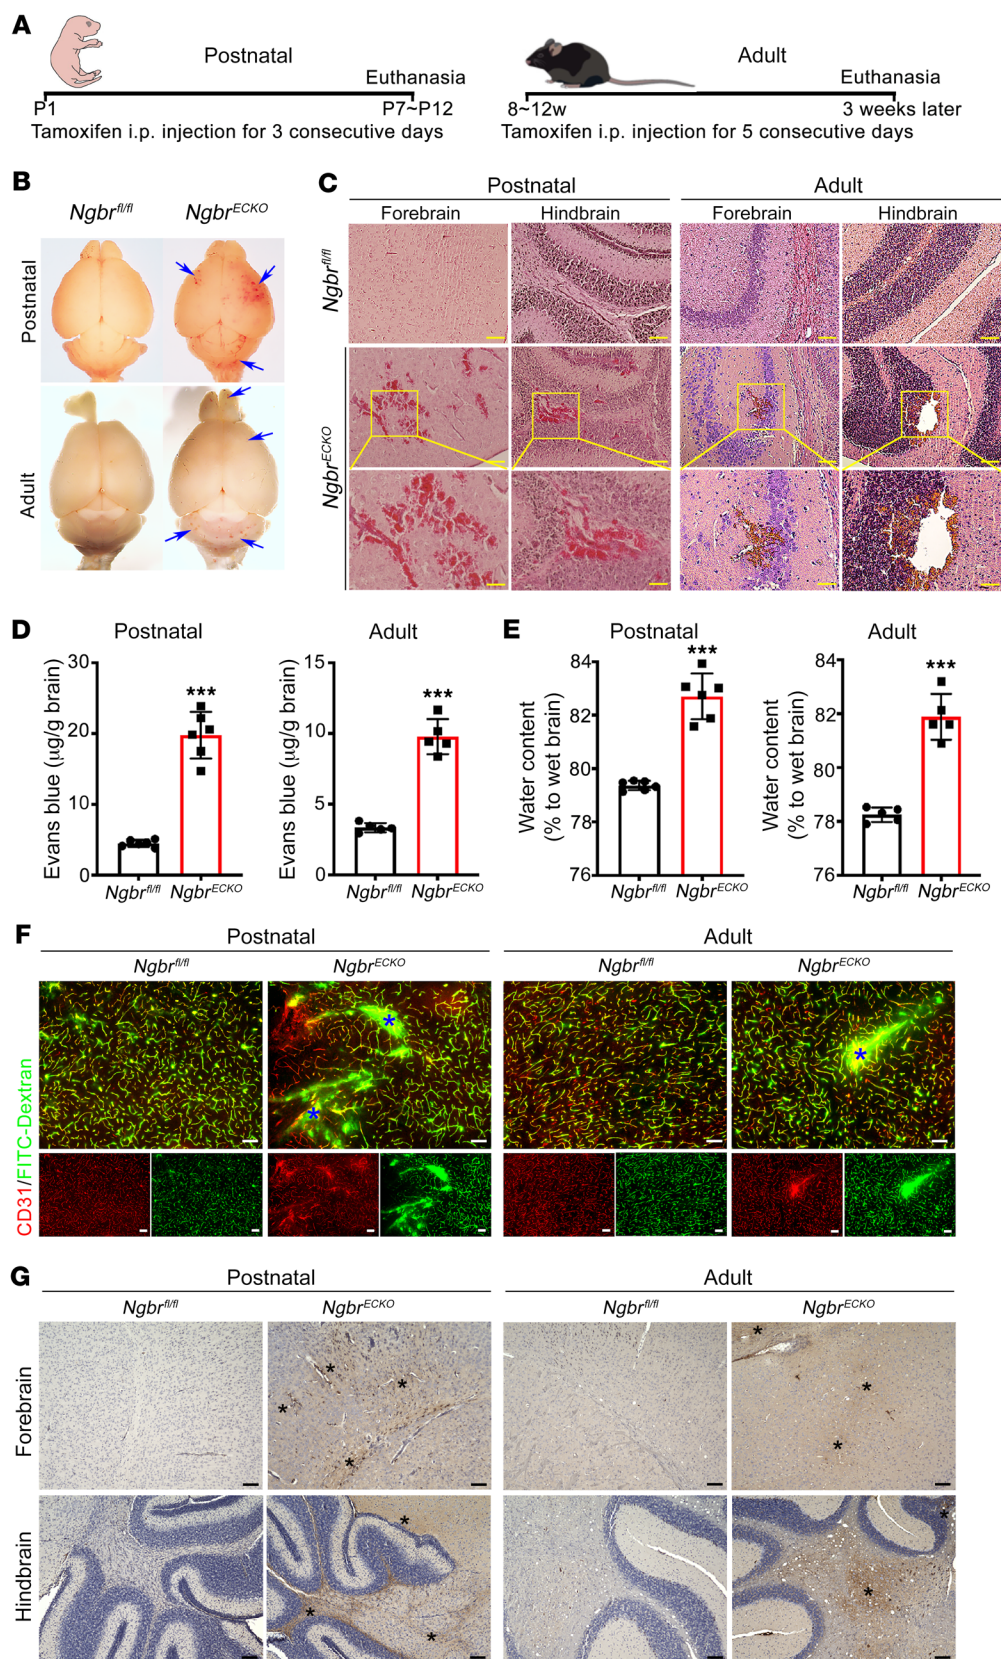 A
Postnatal
Adult
Euthanasia
Euthanasia
P1
P7~P12
8~12w
3 weeks later
Tamoxifen i.p. injection for 3 consecutive days
Tamoxifen i.p. injection for 5 consecutive days
B
Ngbr^fl/fl
Ngbr^ECKO
Postnatal
Adult
C
Postnatal
Adult
Forebrain
Hindbrain
Forebrain
Hindbrain
Ngbr^fl/fl
Ngbr^ECKO
D
Postnatal
Evans blue (µg/g brain)
30
20
10
0
***
Ngbr^fl/fl
Ngbr^ECKO
Adult
Evans blue (µg/g brain)
15
10
5
0
***
Ngbr^fl/fl
Ngbr^ECKO
E
Postnatal
Water content
(% to wet brain)
84
82
80
78
76
***
Ngbr^fl/fl
Ngbr^ECKO
Adult
Water content
(% to wet brain)
84
82
80
78
76
***
Ngbr^fl/fl
Ngbr^ECKO
F
Postnatal
Adult
Ngbr^fl/fl
Ngbr^ECKO
Ngbr^fl/fl
Ngbr^ECKO
CD31/FITC-Dextran
*
*
*
G
Postnatal
Adult
Ngbr^fl/fl
Ngbr^ECKO
Ngbr^fl/fl
Ngbr^ECKO
Forebrain
* * * *
* * *
Hindbrain
* * *
* *